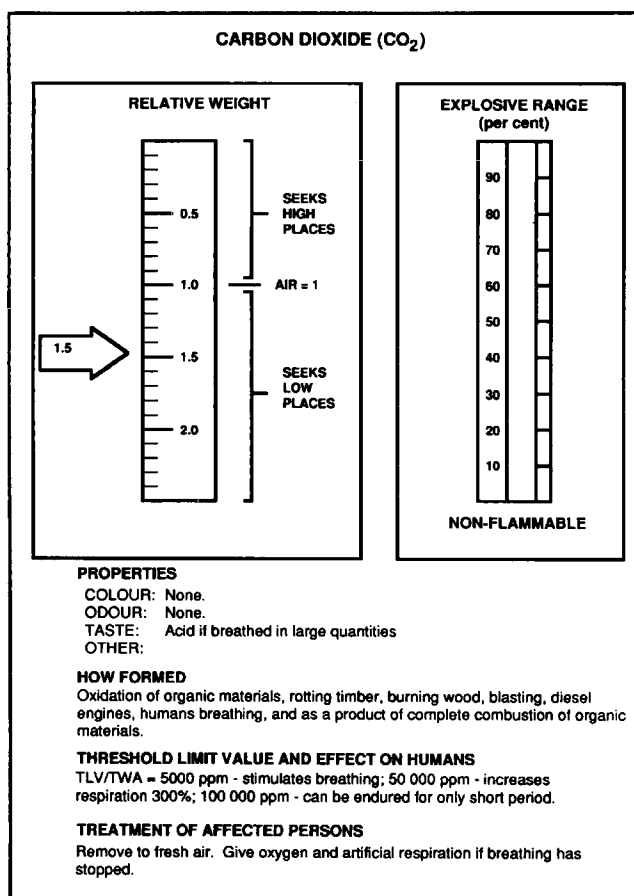 CARBON DIOXIDE (CO2)
RELATIVE WEIGHT
0.5
1.0
1.5
2.0
SEEKS
HIGH
PLACES
AIR = 1
SEEKS
LOW
PLACES
1.5
EXPLOSIVE RANGE
(per cent)
90
80
70
60
50
40
30
20
10
NON-FLAMMABLE
PROPERTIES
COLOUR: None.
ODOUR: None.
TASTE: Acid if breathed in large quantities
OTHER:
HOW FORMED
Oxidation of organic materials, rotting timber, burning wood, blasting, diesel
engines, humans breathing, and as a product of complete combustion of organic
materials.
THRESHOLD LIMIT VALUE AND EFFECT ON HUMANS
TLV/TWA = 5000 ppm - stimulates breathing; 50 000 ppm - increases
respiration 300%; 100 000 ppm - can be endured for only short period.
TREATMENT OF AFFECTED PERSONS
Remove to fresh air. Give oxygen and artificial respiration if breathing has
stopped.